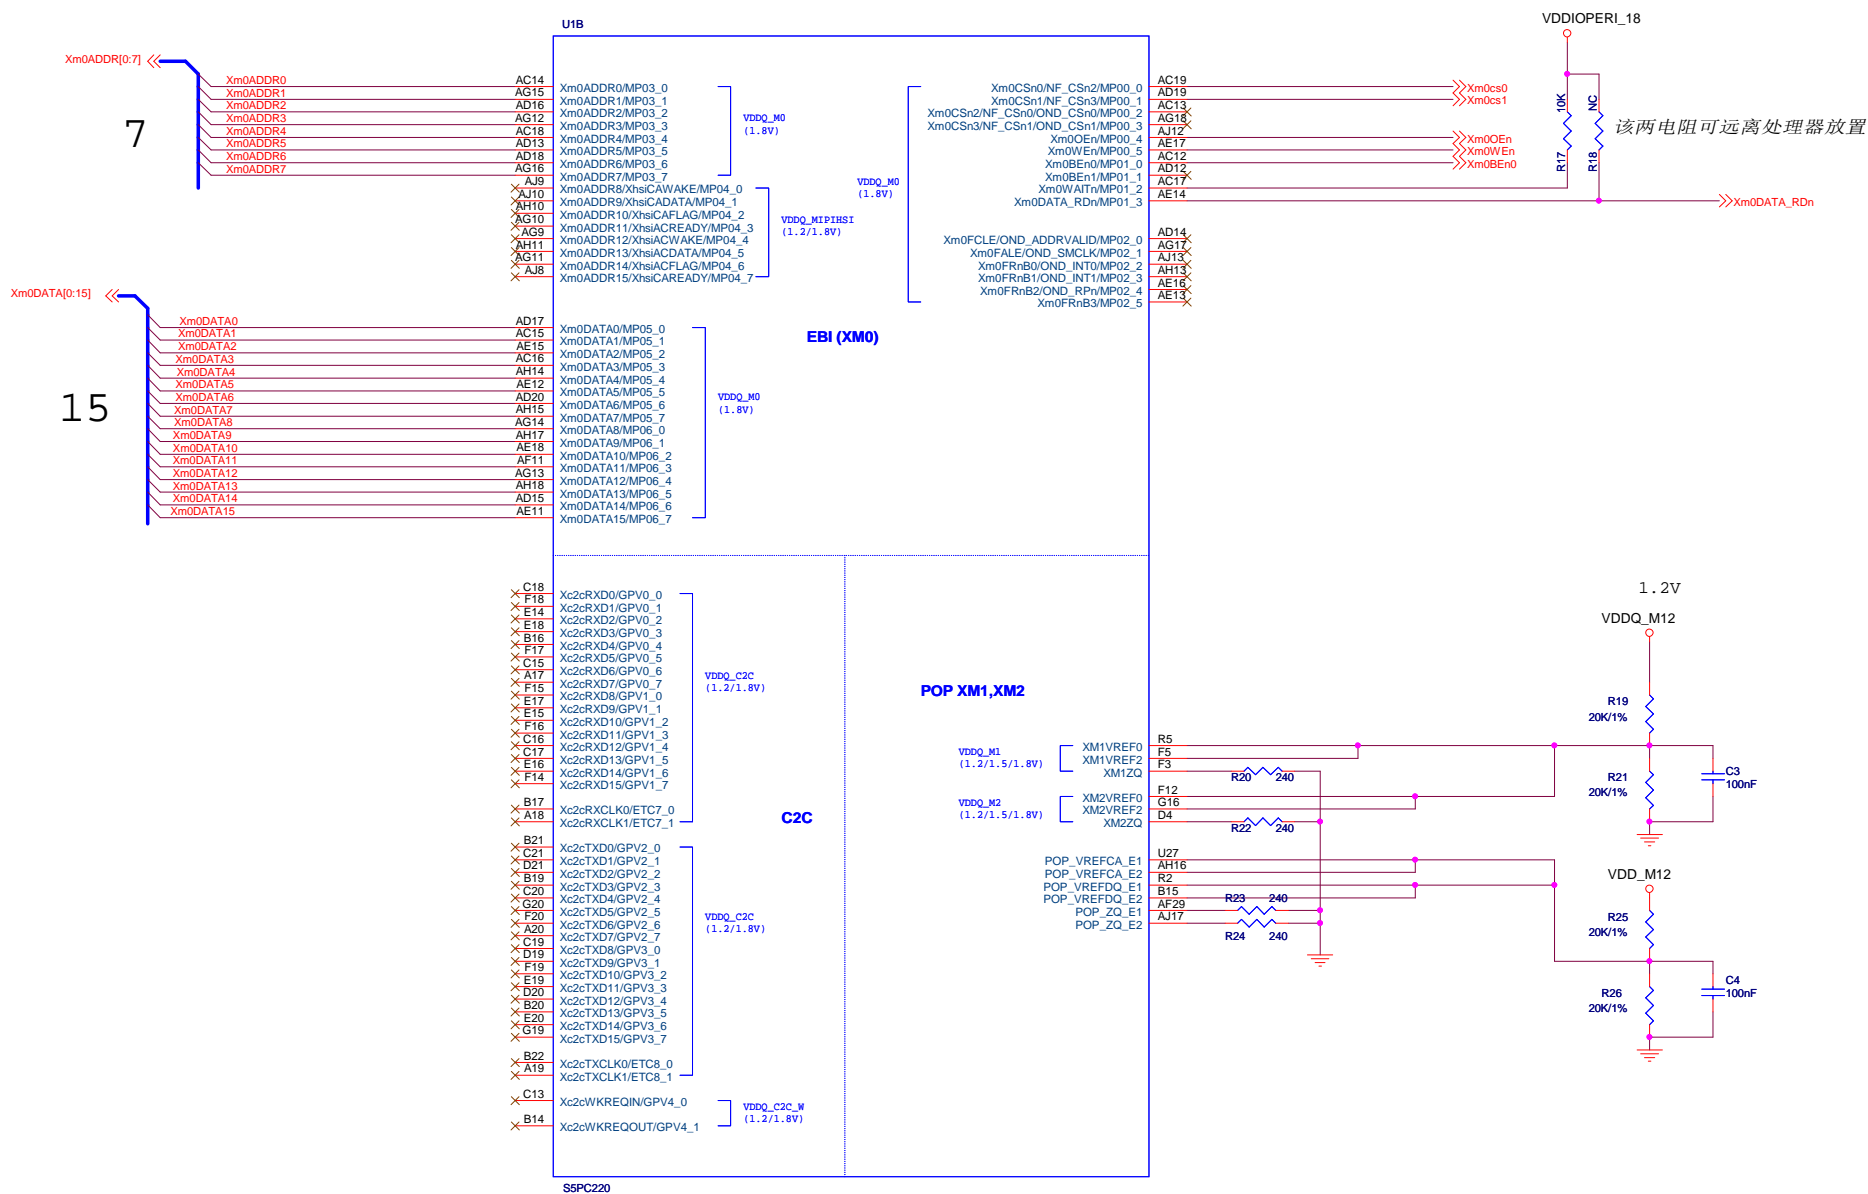 U1B
VDDIOPERI_18
Xm0ADDR[0:7]
7
Xm0ADDR0 AC14 Xm0ADDR0/MP03_0
Xm0ADDR1 AG15 Xm0ADDR1/MP03_1
Xm0ADDR2 AD16 Xm0ADDR2/MP03_2
Xm0ADDR3 AG12 Xm0ADDR3/MP03_3
Xm0ADDR4 AC18 Xm0ADDR4/MP03_4
Xm0ADDR5 AD13 Xm0ADDR5/MP03_5
Xm0ADDR6 AD18 Xm0ADDR6/MP03_6
Xm0ADDR7 AG16 Xm0ADDR7/MP03_7
VDDQ_M0
(1.8V)
AJ9 Xm0ADDR8/XhsiCAWAKE/MP04_0
AJ10 Xm0ADDR9/XhsiCADATA/MP04_1
AH10 Xm0ADDR10/XhsiCAFLAG/MP04_2
AG10 Xm0ADDR11/XhsiACREADY/MP04_3
AG9 Xm0ADDR12/XhsiACWAKE/MP04_4
AH11 Xm0ADDR13/XhsiACDATA/MP04_5
AG11 Xm0ADDR14/XhsiACFLAG/MP04_6
AJ8 Xm0ADDR15/XhsiCAREADY/MP04_7
VDDQ_MIPIHSI
(1.2/1.8V)
VDDQ_M0
(1.8V)
Xm0CSn0/NF_CSn2/MP00_0 AC19 Xm0cs0
Xm0CSn1/NF_CSn3/MP00_1 AD19 Xm0cs1
Xm0CSn2/NF_CSn0/OND_CSn0/MP00_2 AC13
Xm0CSn3/NF_CSn1/OND_CSn1/MP00_3 AG18
Xm0OEn/MP00_4 AJ12 Xm0OEn
Xm0WEn/MP00_5 AE17 Xm0WEn
Xm0BEn0/MP01_0 AC12 Xm0BEn0
Xm0BEn1/MP01_1 AD12
Xm0WAITn/MP01_2 AC17
Xm0DATA_RDn/MP01_3 AE14 Xm0DATA_RDn
R17 10K
R18 NC
该两电阻可远离处理器放置
Xm0FCLE/OND_ADDRVALID/MP02_0 AD14
Xm0FALE/OND_SMCLK/MP02_1 AG17
Xm0FRnB0/OND_INT0/MP02_2 AJ13
Xm0FRnB1/OND_INT1/MP02_3 AH13
Xm0FRnB2/OND_RPn/MP02_4 AE16
Xm0FRnB3/MP02_5 AE13
EBI (XM0)
Xm0DATA[0:15]
15
Xm0DATA0 AD17 Xm0DATA0/MP05_0
Xm0DATA1 AC15 Xm0DATA1/MP05_1
Xm0DATA2 AE15 Xm0DATA2/MP05_2
Xm0DATA3 AC16 Xm0DATA3/MP05_3
Xm0DATA4 AH14 Xm0DATA4/MP05_4
Xm0DATA5 AE12 Xm0DATA5/MP05_5
Xm0DATA6 AD20 Xm0DATA6/MP05_6
Xm0DATA7 AH15 Xm0DATA7/MP05_7
Xm0DATA8 AG14 Xm0DATA8/MP06_0
Xm0DATA9 AH17 Xm0DATA9/MP06_1
Xm0DATA10 AE18 Xm0DATA10/MP06_2
Xm0DATA11 AF11 Xm0DATA11/MP06_3
Xm0DATA12 AG13 Xm0DATA12/MP06_4
Xm0DATA13 AH18 Xm0DATA13/MP06_5
Xm0DATA14 AD15 Xm0DATA14/MP06_6
Xm0DATA15 AE11 Xm0DATA15/MP06_7
VDDQ_M0
(1.8V)
C18 Xc2cRXD0/GPV0_0
F18 Xc2cRXD1/GPV0_1
E14 Xc2cRXD2/GPV0_2
E18 Xc2cRXD3/GPV0_3
B16 Xc2cRXD4/GPV0_4
F17 Xc2cRXD5/GPV0_5
C15 Xc2cRXD6/GPV0_6
A17 Xc2cRXD7/GPV0_7
F15 Xc2cRXD8/GPV1_0
E17 Xc2cRXD9/GPV1_1
E15 Xc2cRXD10/GPV1_2
F16 Xc2cRXD11/GPV1_3
C16 Xc2cRXD12/GPV1_4
C17 Xc2cRXD13/GPV1_5
E16 Xc2cRXD14/GPV1_6
F14 Xc2cRXD15/GPV1_7
B17 Xc2cRXCLK0/ETC7_0
A18 Xc2cRXCLK1/ETC7_1
VDDQ_C2C
(1.2/1.8V)
C2C
B21 Xc2cTXD0/GPV2_0
C21 Xc2cTXD1/GPV2_1
D21 Xc2cTXD2/GPV2_2
B19 Xc2cTXD3/GPV2_3
C20 Xc2cTXD4/GPV2_4
G20 Xc2cTXD5/GPV2_5
F20 Xc2cTXD6/GPV2_6
A20 Xc2cTXD7/GPV2_7
C19 Xc2cTXD8/GPV3_0
D19 Xc2cTXD9/GPV3_1
F19 Xc2cTXD10/GPV3_2
E19 Xc2cTXD11/GPV3_3
D20 Xc2cTXD12/GPV3_4
B20 Xc2cTXD13/GPV3_5
E20 Xc2cTXD14/GPV3_6
G19 Xc2cTXD15/GPV3_7
B22 Xc2cTXCLK0/ETC8_0
A19 Xc2cTXCLK1/ETC8_1
VDDQ_C2C
(1.2/1.8V)
C13 Xc2cWKREQIN/GPV4_0
B14 Xc2cWKREQOUT/GPV4_1
VDDQ_C2C_W
(1.2/1.8V)
POP XM1,XM2
VDDQ_M1
(1.2/1.5/1.8V)
XM1VREF0 R5
XM1VREF2 F5
XM1ZQ F3
R20 240
VDDQ_M2
(1.2/1.5/1.8V)
XM2VREF0 F12
XM2VREF2 G16
XM2ZQ D4
R22 240
POP_VREFCA_E1 U27
POP_VREFCA_E2 AH16
POP_VREFDQ_E1 R2
POP_VREFDQ_E2 B15
POP_ZQ_E1 AF29
POP_ZQ_E2 AJ17
R23 240
R24 240
1.2V
VDDQ_M12
R19
20K/1%
R21
20K/1%
C3
100nF
VDD_M12
R25
20K/1%
R26
20K/1%
C4
100nF
S5PC220